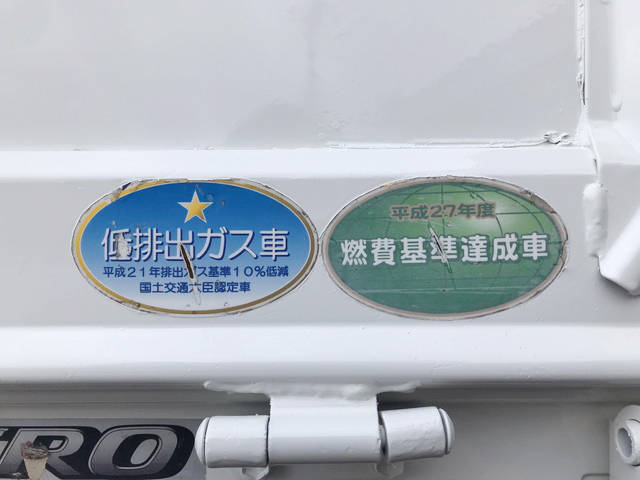 低排出ガス車
平成21年排出ガス基準10%低減
国土交通大臣認定車
平成27年度
燃費基準達成車
RO